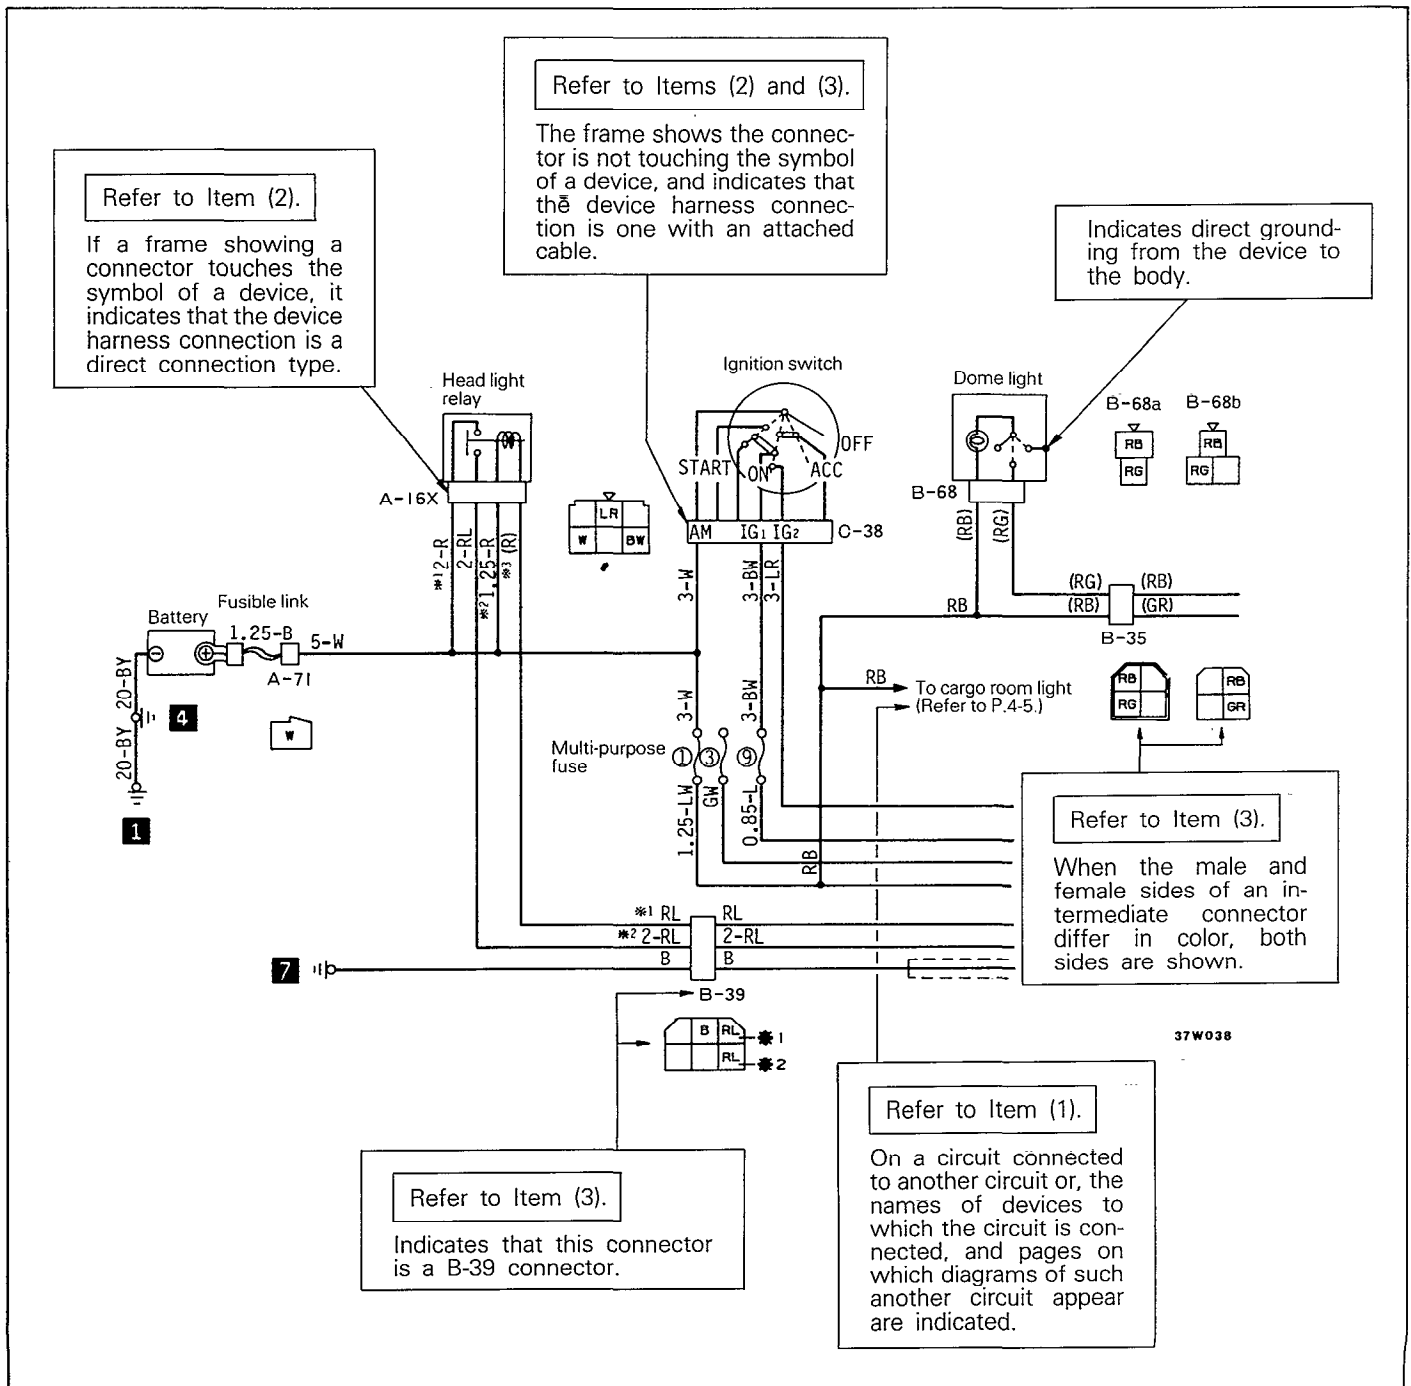 Refer to Items (2) and (3).
The frame shows the connec-
tor is not touching the symbol
of a device, and indicates that
the device harness connec-
tion is one with an attached
cable.
Refer to Item (2).
If a frame showing a
connector touches the
symbol of a device, it
indicates that the device
harness connection is a
direct connection type.
Indicates direct ground-
ing from the device to
the body.
Head light
relay
Ignition switch
Dome light
B-68a
B-68b
OFF
START
ON
ACC
RB
RG
RB
RG
A-16X
B-68
LR
W
BW
AM
IG1
IG2
C-38
※1 2-R
2-RL
※2 1.25-R
※3 (R)
3-W
3-BW
3-LR
(RB)
(RG)
(RG)
(RB)
(RB)
(GR)
RB
B-35
Battery
Fusible link
1.25-B
5-W
A-71
20-BY
20-BY
4
1
W
RB
To cargo room light
(Refer to P.4-5.)
RB
RG
RB
GR
3-W
3-BW
Multi-purpose
fuse
①
③
⑨
1.25-LW
GW
0.85-L
RB
Refer to Item (3).
When the male and
female sides of an in-
termediate connector
differ in color, both
sides are shown.
※1 RL
RL
※2 2-RL
2-RL
B
B
7
B-39
B
RL
※1
RL
※2
37W038
Refer to Item (1).
On a circuit connected
to another circuit or, the
names of devices to
which the circuit is con-
nected, and pages on
which diagrams of such
another circuit appear
are indicated.
Refer to Item (3).
Indicates that this connector
is a B-39 connector.